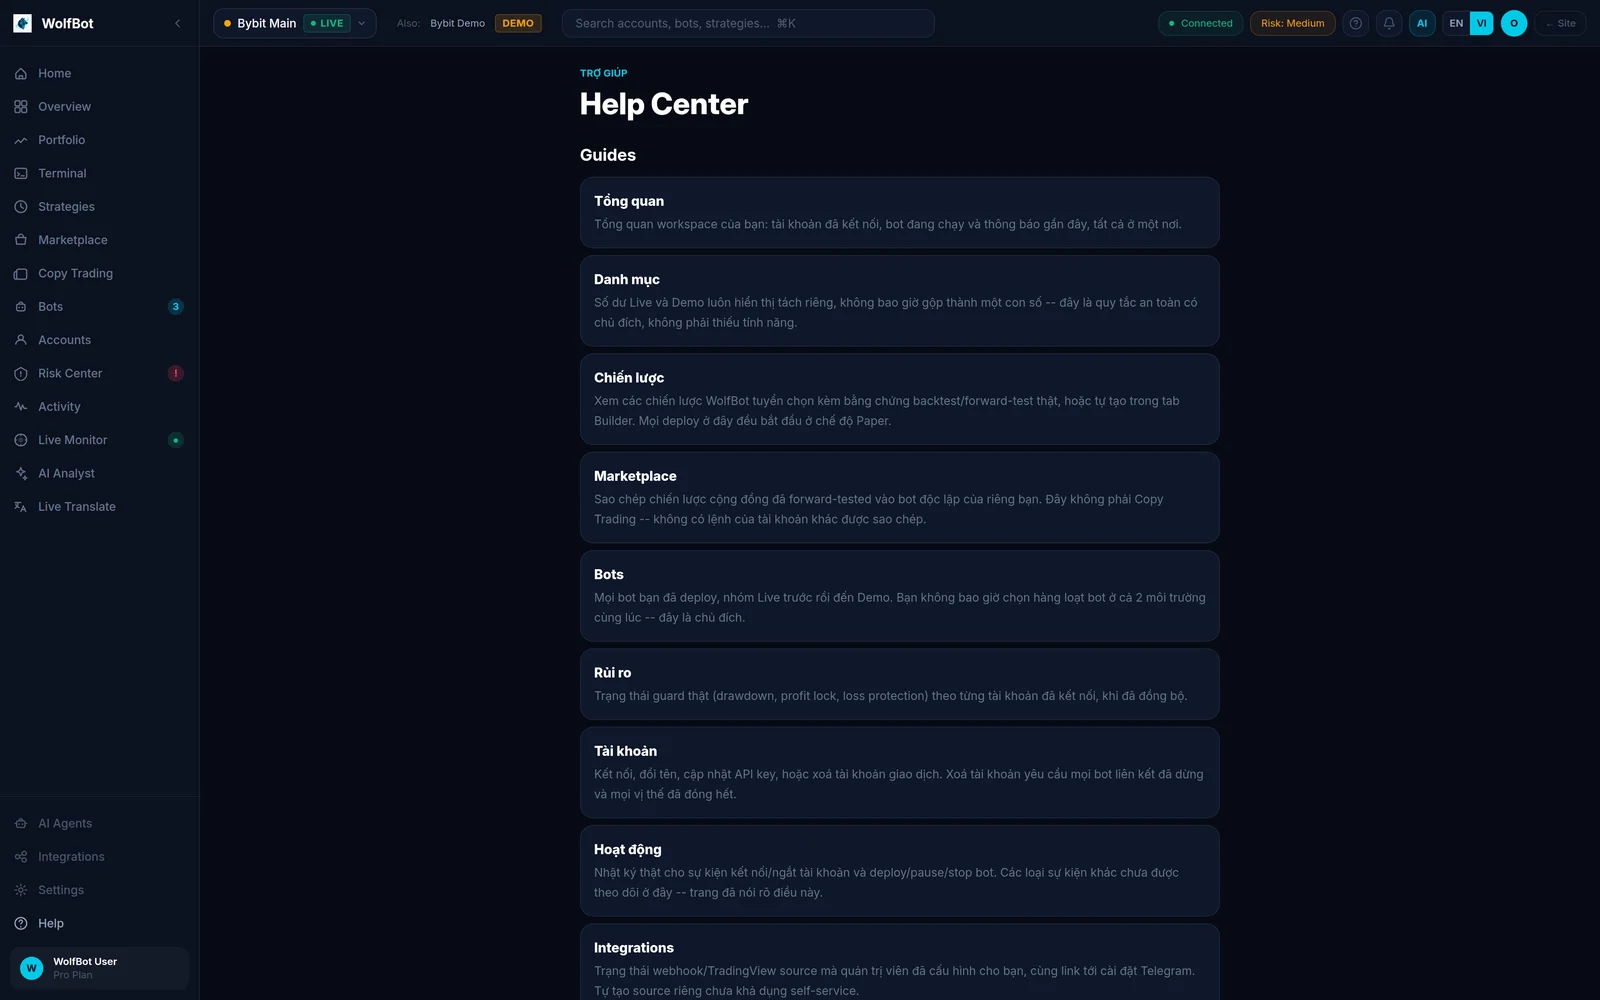 WolfBot
Bybit Main
LIVE
Also:
Bybit Demo
DEMO
Search accounts, bots, strategies... ⌘K
Connected
Risk: Medium
AI
EN
VI
O
← Site
Home
Overview
Portfolio
Terminal
Strategies
Marketplace
Copy Trading
Bots
3
Accounts
Risk Center
!
Activity
Live Monitor
AI Analyst
Live Translate
AI Agents
Integrations
Settings
Help
W
WolfBot User
Pro Plan
TRỢ GIÚP
Help Center
Guides
Tổng quan
Tổng quan workspace của bạn: tài khoản đã kết nối, bot đang chạy và thông báo gần đây, tất cả ở một nơi.
Danh mục
Số dư Live và Demo luôn hiển thị tách riêng, không bao giờ gộp thành một con số -- đây là quy tắc an toàn có
chủ đích, không phải thiếu tính năng.
Chiến lược
Xem các chiến lược WolfBot tuyển chọn kèm bằng chứng backtest/forward-test thật, hoặc tự tạo trong tab
Builder. Mọi deploy ở đây đều bắt đầu ở chế độ Paper.
Marketplace
Sao chép chiến lược cộng đồng đã forward-tested vào bot độc lập của riêng bạn. Đây không phải Copy
Trading -- không có lệnh của tài khoản khác được sao chép.
Bots
Mọi bot bạn đã deploy, nhóm Live trước rồi đến Demo. Bạn không bao giờ chọn hàng loạt bot ở cả 2 môi trường
cùng lúc -- đây là chủ đích.
Rủi ro
Trạng thái guard thật (drawdown, profit lock, loss protection) theo từng tài khoản đã kết nối, khi đã đồng bộ.
Tài khoản
Kết nối, đổi tên, cập nhật API key, hoặc xoá tài khoản giao dịch. Xoá tài khoản yêu cầu mọi bot liên kết đã dừng
và mọi vị thế đã đóng hết.
Hoạt động
Nhật ký thật cho sự kiện kết nối/ngắt tài khoản và deploy/pause/stop bot. Các loại sự kiện khác chưa được
theo dõi ở đây -- trang đã nói rõ điều này.
Integrations
Trạng thái webhook/TradingView source mà quản trị viên đã cấu hình cho bạn, cùng link tới cài đặt Telegram.
Tự tạo source riêng chưa khả dụng self-service.